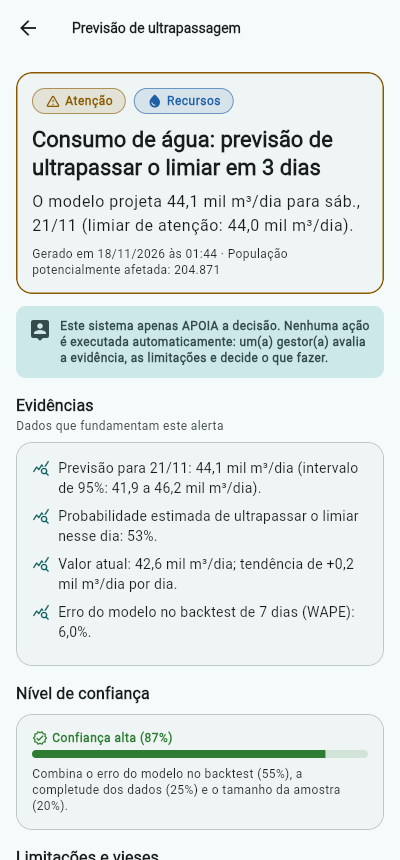 Previsão de ultrapassagem
Atenção
Recursos
Consumo de água: previsão de
ultrapassar o limiar em 3 dias
O modelo projeta 44,1 mil m³/dia para sáb.,
21/11 (limiar de atenção: 44,0 mil m³/dia).
Gerado em 18/11/2026 às 01:44 · População
potencialmente afetada: 204.871
Este sistema apenas APOIA a decisão. Nenhuma ação
é executada automaticamente: um(a) gestor(a) avalia
a evidência, as limitações e decide o que fazer.
Evidências
Dados que fundamentam este alerta
Previsão para 21/11: 44,1 mil m³/dia (intervalo
de 95%: 41,9 a 46,2 mil m³/dia).
Probabilidade estimada de ultrapassar o limiar
nesse dia: 53%.
Valor atual: 42,6 mil m³/dia; tendência de +0,2
mil m³/dia por dia.
Erro do modelo no backtest de 7 dias (WAPE):
6,0%.
Nível de confiança
Confiança alta (87%)
Combina o erro do modelo no backtest (55%), a
completude dos dados (25%) e o tamanho da amostra
(20%).
Limitações e vieses